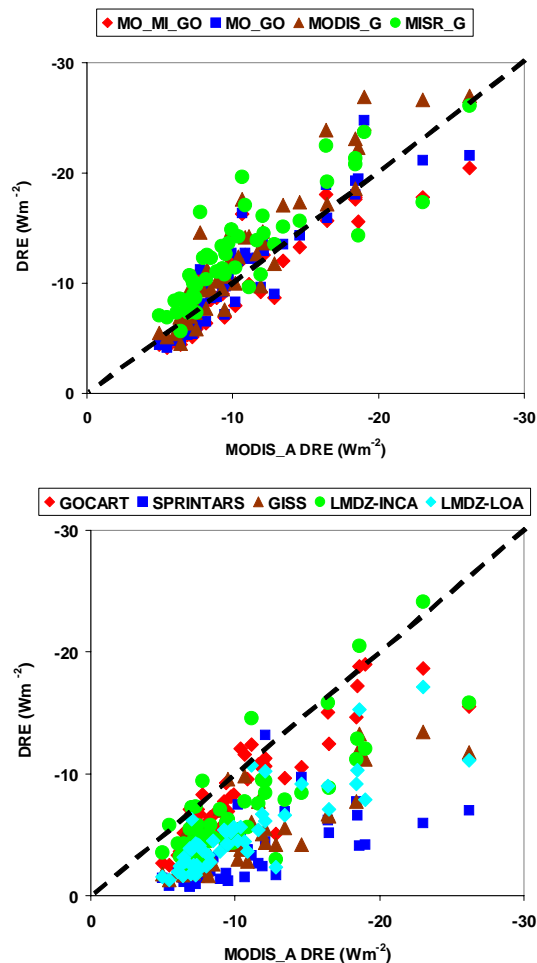 MO_MI_GO MO_GO MODIS_G MISR_G
-30
-20
-10
0
DRE (Wm-2)
0 -10 -20 -30
MODIS_A DRE (Wm-2)
GOCART SPRINTARS GISS LMDZ-INCA LMDZ-LOA
-30
-20
-10
0
DRE (Wm-2)
0 -10 -20 -30
MODIS_A DRE (Wm-2)